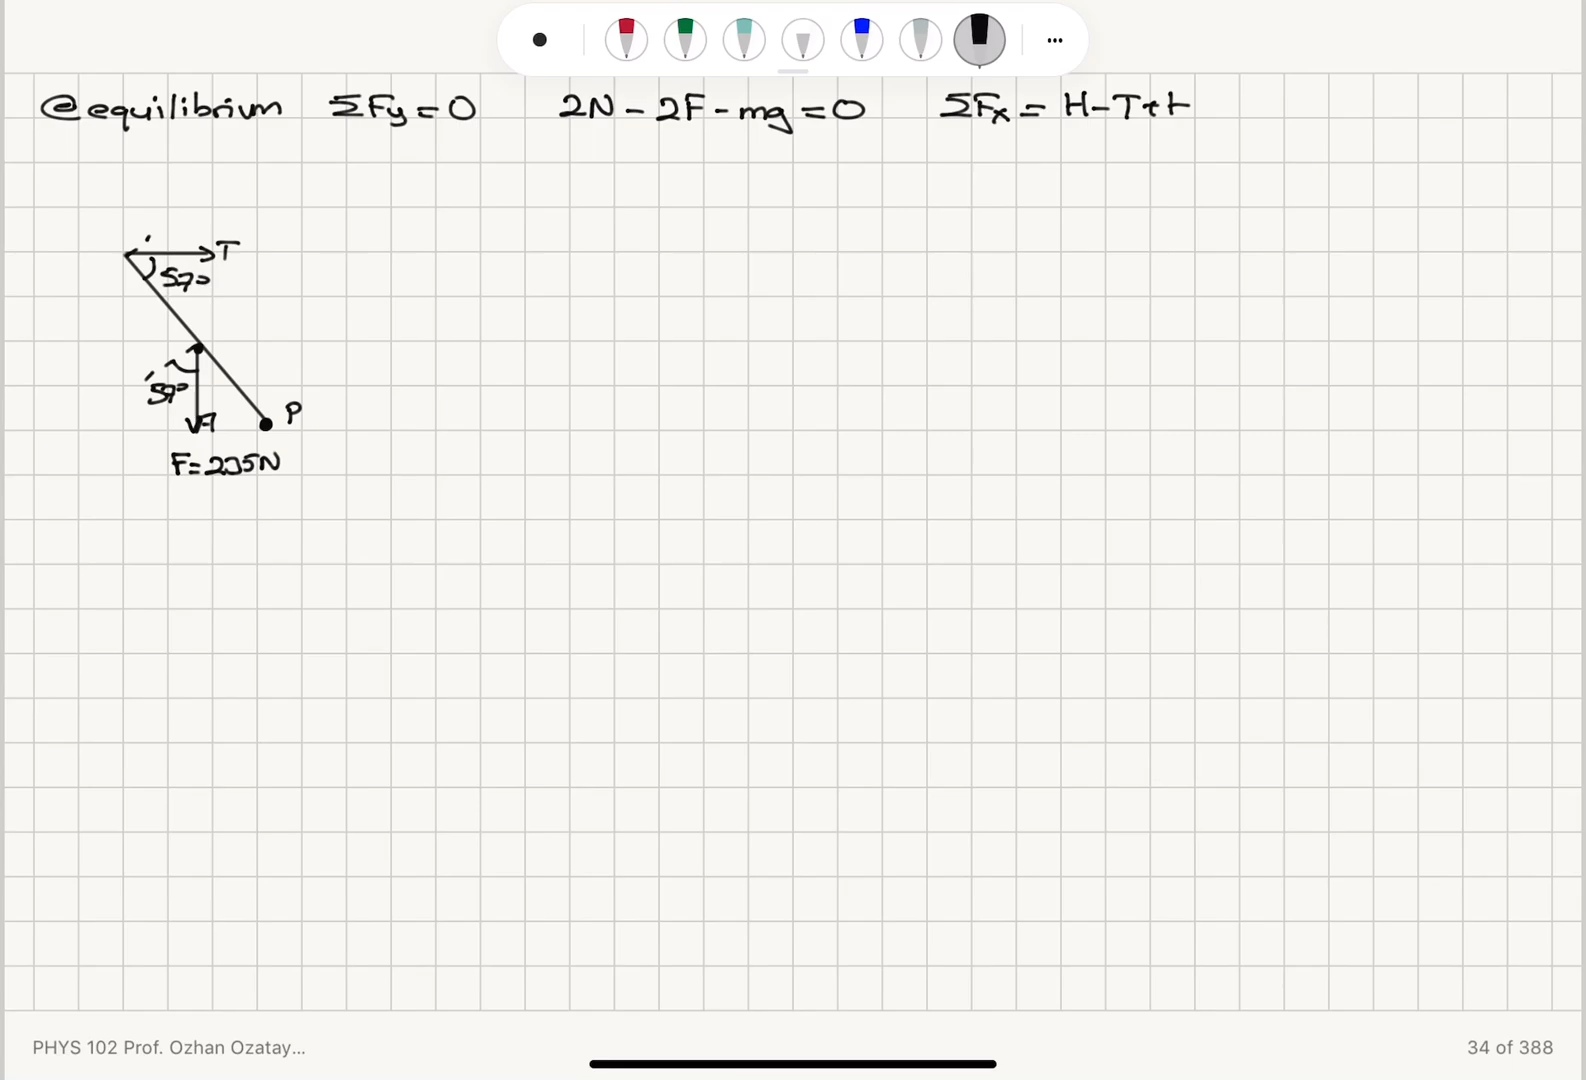 @equilibrium ΣFy = 0 2N - 2F - mg = 0 ΣFx = H - T + t
T
57°
57°
P
F = 235N
PHYS 102 Prof. Ozhan Ozatay...
34 of 388